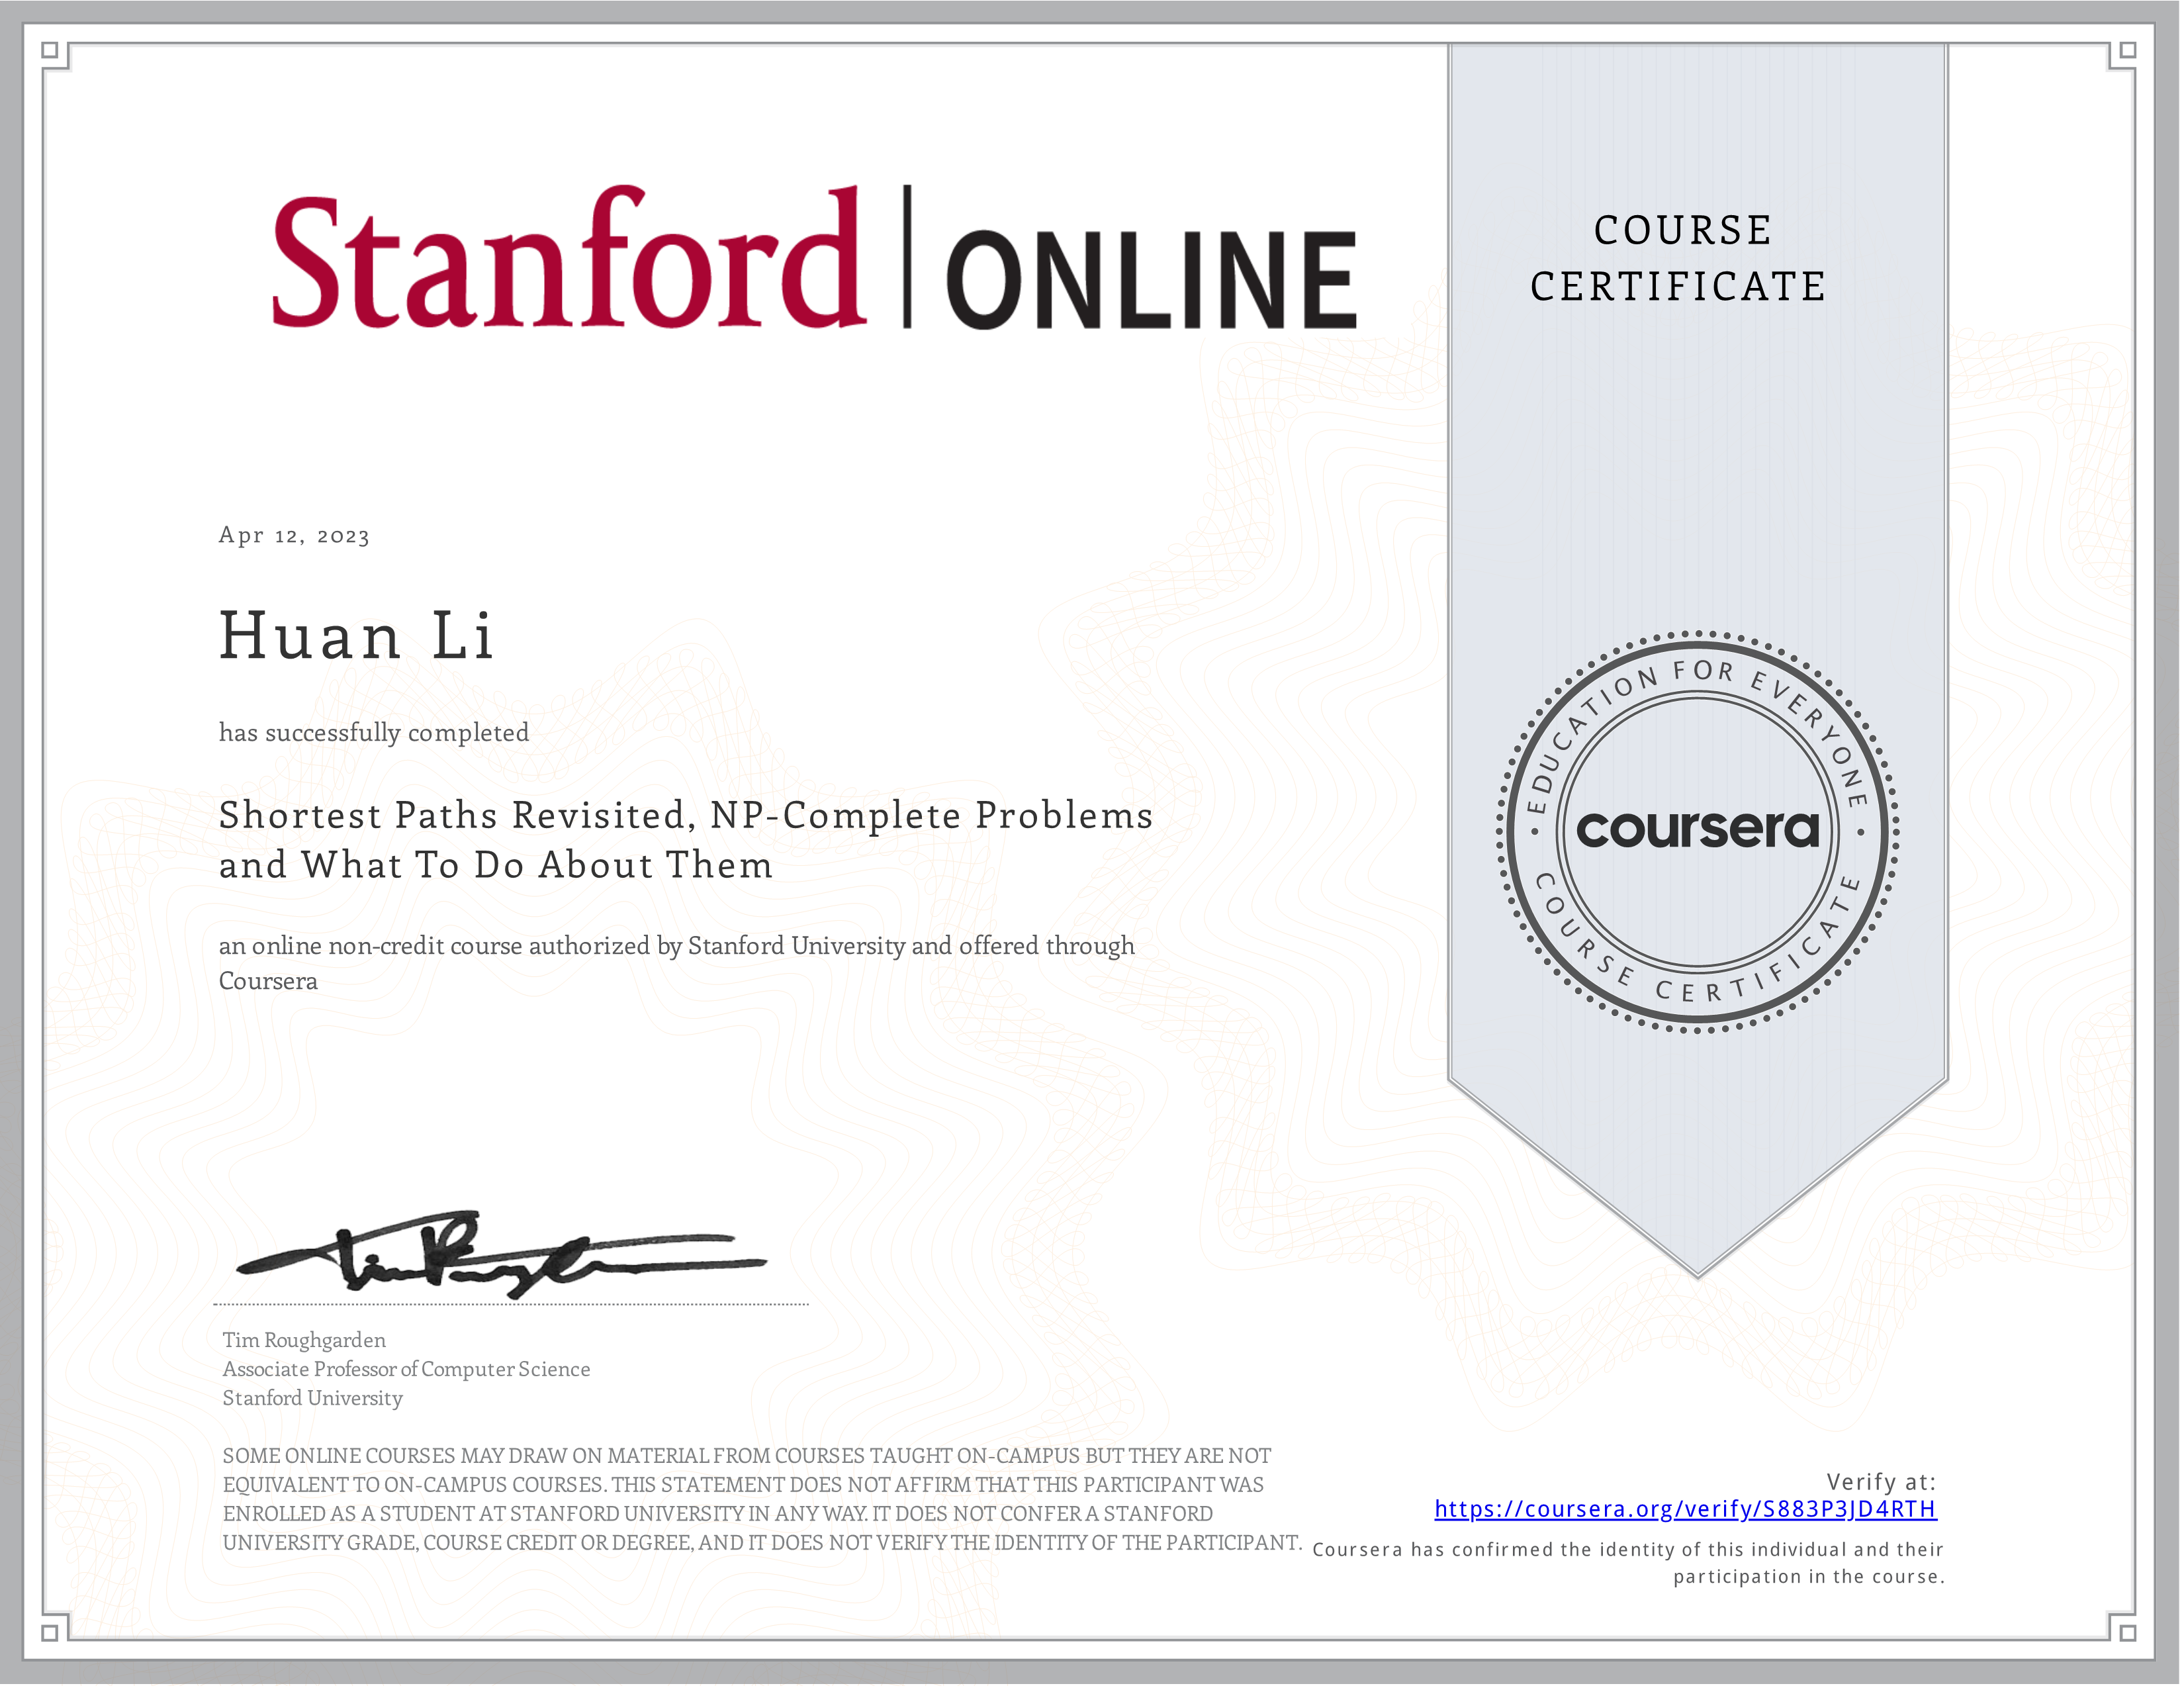 Stanford | ONLINE
COURSE
CERTIFICATE
Apr 12, 2023
Huan Li
has successfully completed
Shortest Paths Revisited, NP-Complete Problems
and What To Do About Them
an online non-credit course authorized by Stanford University and offered through
Coursera
EDUCATION FOR EVERYONE
coursera
COURSE CERTIFICATE
Tim Roughgarden
Associate Professor of Computer Science
Stanford University
SOME ONLINE COURSES MAY DRAW ON MATERIAL FROM COURSES TAUGHT ON-CAMPUS BUT THEY ARE NOT
EQUIVALENT TO ON-CAMPUS COURSES. THIS STATEMENT DOES NOT AFFIRM THAT THIS PARTICIPANT WAS
ENROLLED AS A STUDENT AT STANFORD UNIVERSITY IN ANY WAY. IT DOES NOT CONFER A STANFORD
UNIVERSITY GRADE, COURSE CREDIT OR DEGREE, AND IT DOES NOT VERIFY THE IDENTITY OF THE PARTICIPANT.
Verify at:
https://coursera.org/verify/S883P3JD4RTH
Coursera has confirmed the identity of this individual and their
participation in the course.